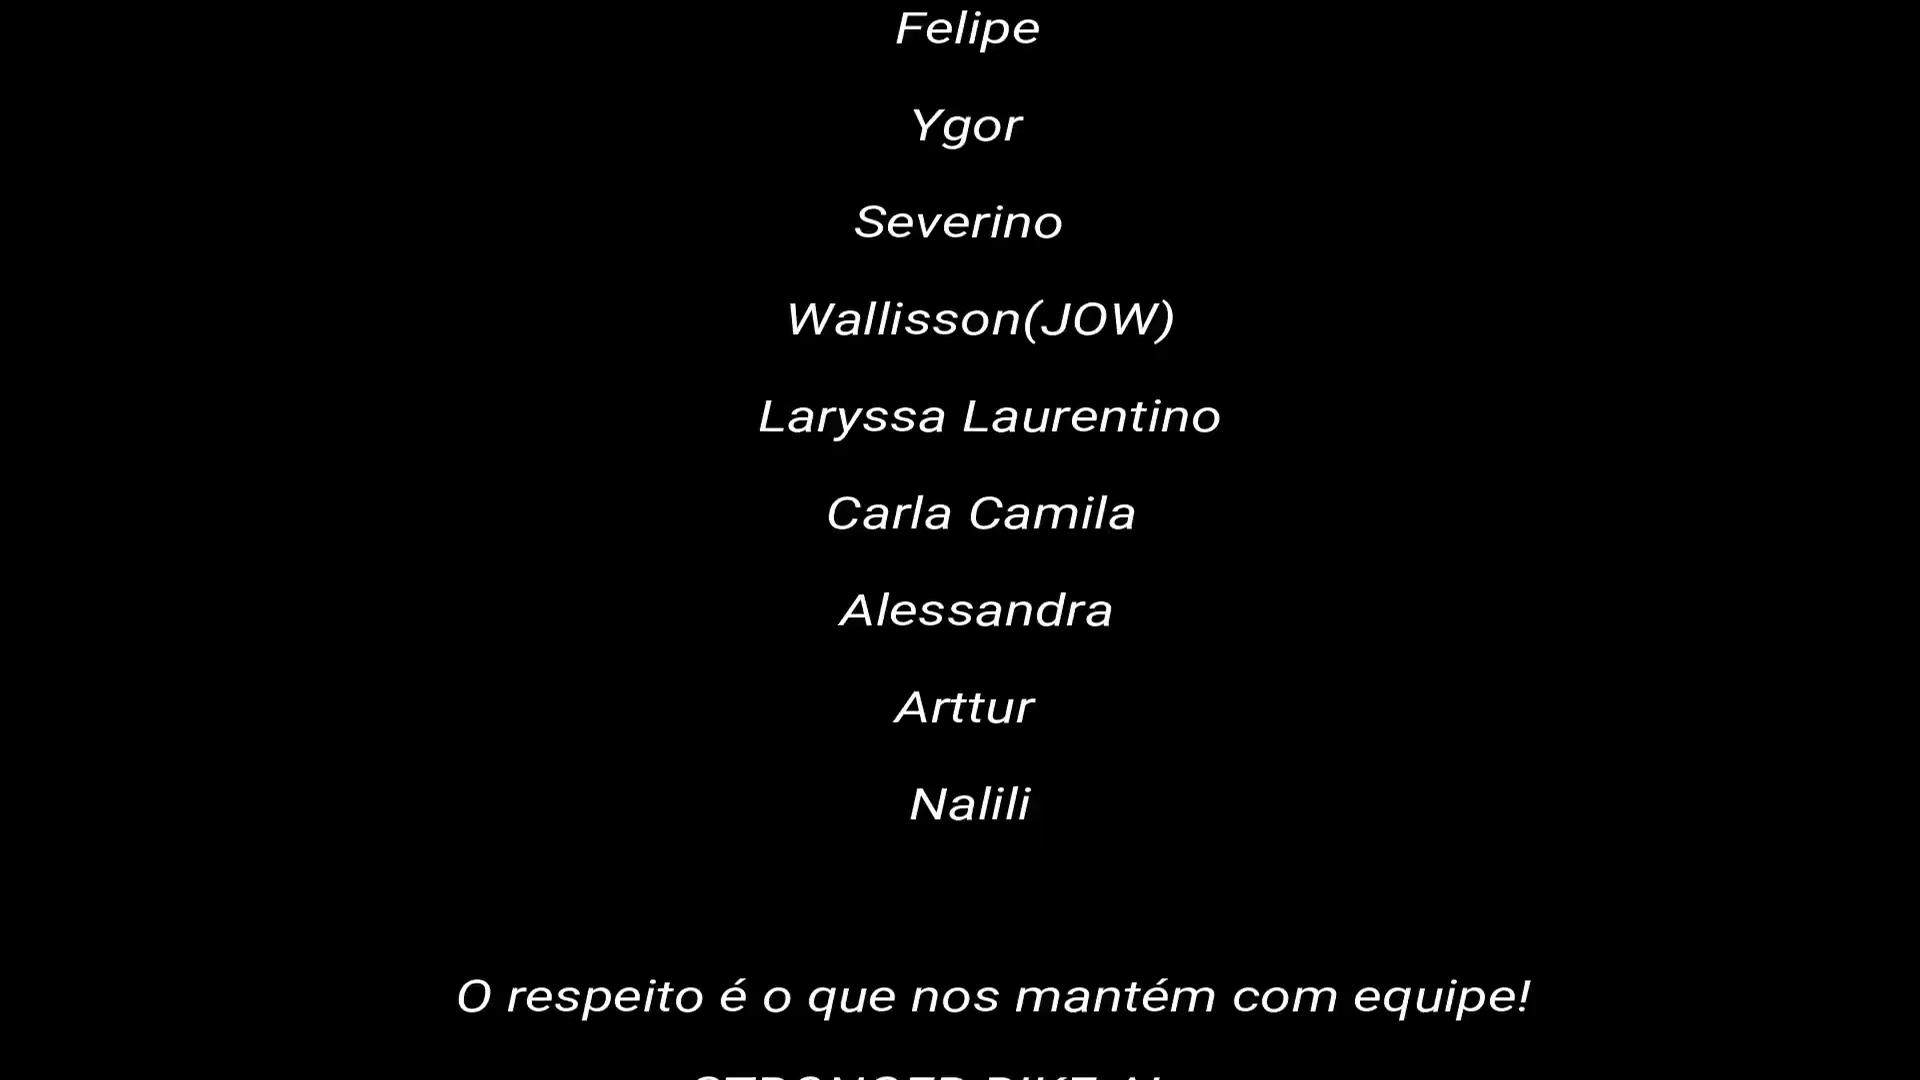 Felipe
Ygor
Severino
Wallisson(JOW)
Laryssa Laurentino
Carla Camila
Alessandra
Arttur
Nalili
O respeito é o que nos mantém com equipe!